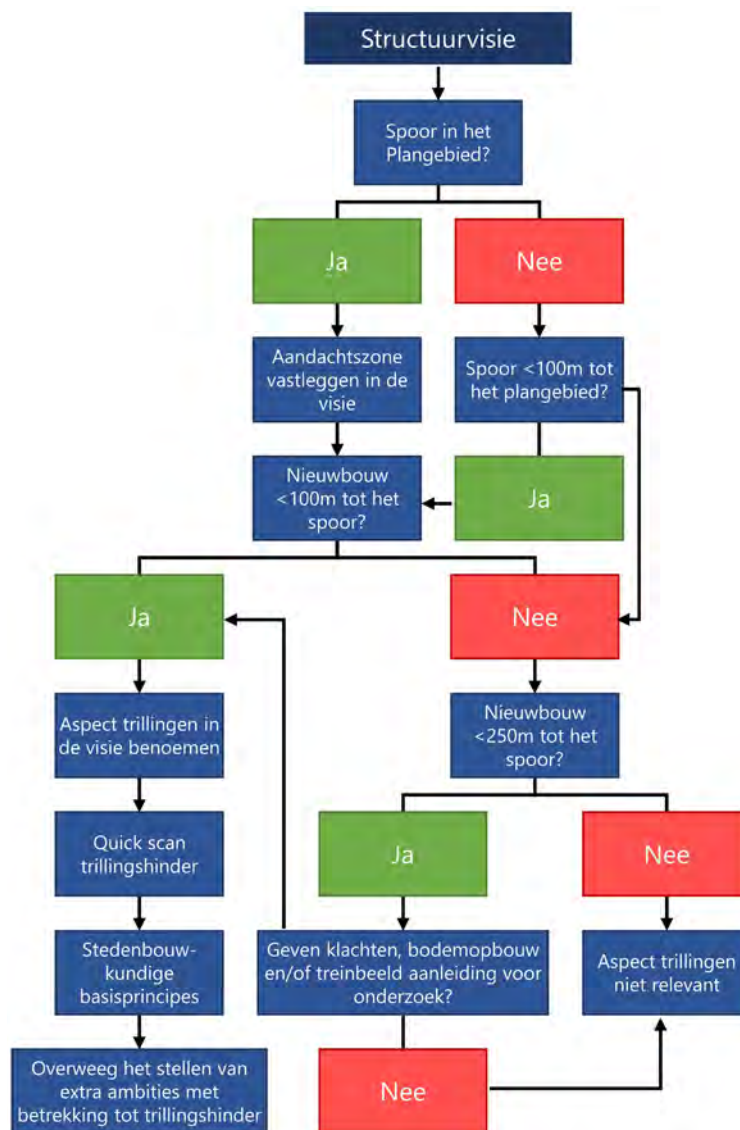 Structuurvisie
Spoor in het
Plangebied?
Ja
Nee
Aandachtszone
vastleggen in de
visie
Spoor <100m tot
het plangebied?
Nieuwbouw
<100m tot het
spoor?
Ja
Ja
Nee
Aspect trillingen in
de visie benoemen
Nieuwbouw
<250m tot het
spoor?
Quick scan
trillingshinder
Ja
Nee
Stedenbouw-
kundige
basisprincipes
Geven klachten, bodemopbouw
en/of treinbeeld aanleiding voor
onderzoek?
Aspect trillingen
niet relevant
Overweeg het stellen van
extra ambities met
betrekking tot trillingshinder
Nee